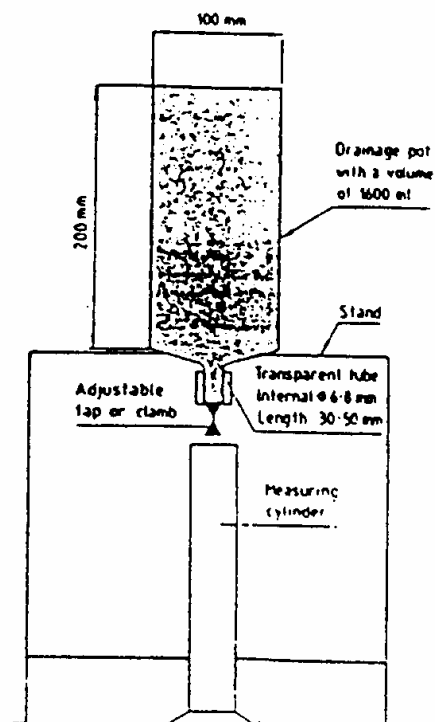 100 mm
Drainage pot
with a volume
of 1600 ml
200 mm
Stand
Transparent tube
Internal ⌀ 6-8 mm
Length 30-50 mm
Adjustable
tap or clamb
Measuring
cylinder